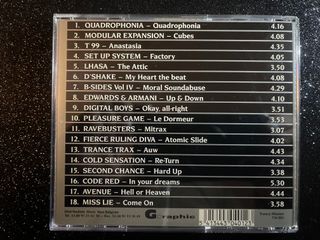 1. QUADROPHONIA – Quadrophonia 4.16
2. MODULAR EXPANSION – Cubes 4.08
3. T 99 – Anastasia 4.35
4. SET UP SYSTEM – Factory 4.05
5. LHASA – The Attic 3.50
6. D'SHAKE – My Heart the beat 4.08
7. B-SIDES Vol IV – Moral Soundabuse 4.29
8. EDWARDS & ARMANI – Up & Down 4.10
9. DIGITAL BOYS – Okay, all-right 3.51
10. PLEASURE GAME – Le Dormeur 3.53
11. RAVEBUSTERS – Mitrax 3.57
12. FIERCE RULING DIVA – Atomic Slide 4.02
13. TRANCE TRAX – Auw 4.43
14. COLD SENSATION – Re-Turn 4.34
15. SECOND CHANCE – Hard Up 3.38
16. CODE RED – In your dreams 5.30
17. AVENUE – Hell or Heaven 4.44
18. MISS LIE – Come On 3.58
G raphic